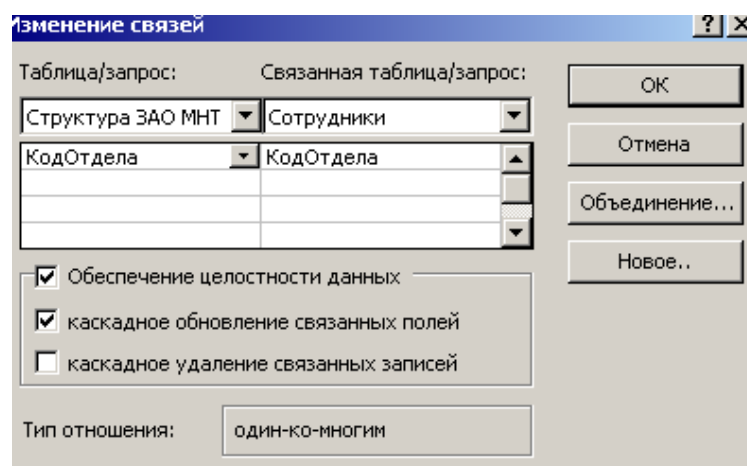 Изменение связей
Таблица/запрос: Связанная таблица/запрос:
Структура ЗАО МНТ Сотрудники
КодОтдела КодОтдела
Обеспечение целостности данных
каскадное обновление связанных полей
каскадное удаление связанных записей
Тип отношения: один-ко-многим
ОК
Отмена
Объединение...
Новое..